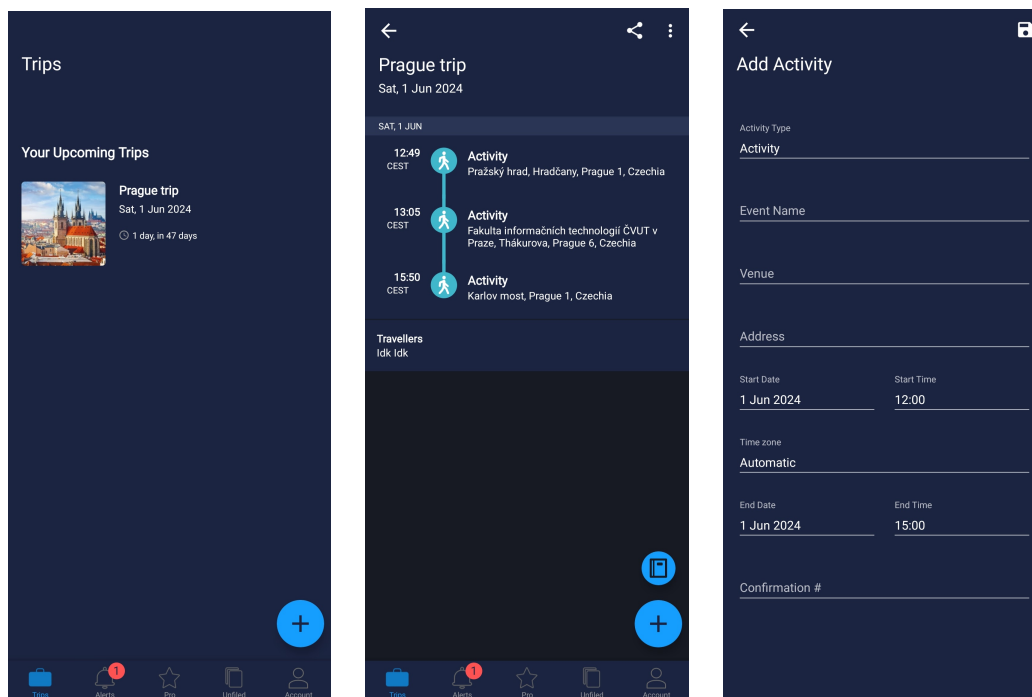 Trips
Your Upcoming Trips
Prague trip
Sat, 1 Jun 2024
1 day, in 47 days
1
Trips
Alerts
Pro
Unfiled
Account
Prague trip
Sat, 1 Jun 2024
SAT, 1 JUN
12:49
CEST
Activity
Pražský hrad, Hradčany, Prague 1, Czechia
13:05
CEST
Activity
Fakulta informačních technologií ČVUT v
Praze, Thákurova, Prague 6, Czechia
15:50
CEST
Activity
Karlov most, Prague 1, Czechia
Travellers
Idk Idk
1
Trips
Alerts
Pro
Unfiled
Account
Add Activity
Activity Type
Activity
Event Name
Venue
Address
Start Date
Start Time
1 Jun 2024
12:00
Time zone
Automatic
End Date
End Time
1 Jun 2024
15:00
Confirmation #